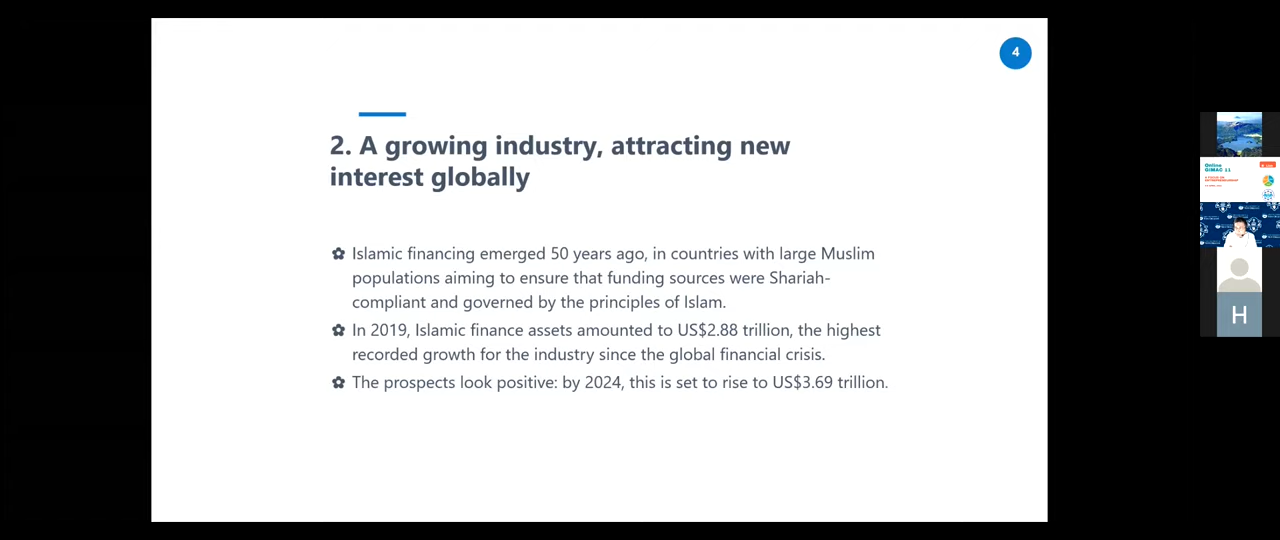 4
2. A growing industry, attracting new
interest globally
✿ Islamic financing emerged 50 years ago, in countries with large Muslim
populations aiming to ensure that funding sources were Shariah-
compliant and governed by the principles of Islam.
✿ In 2019, Islamic finance assets amounted to US$2.88 trillion, the highest
recorded growth for the industry since the global financial crisis.
✿ The prospects look positive: by 2024, this is set to rise to US$3.69 trillion.
Online
GIMAC 11
H